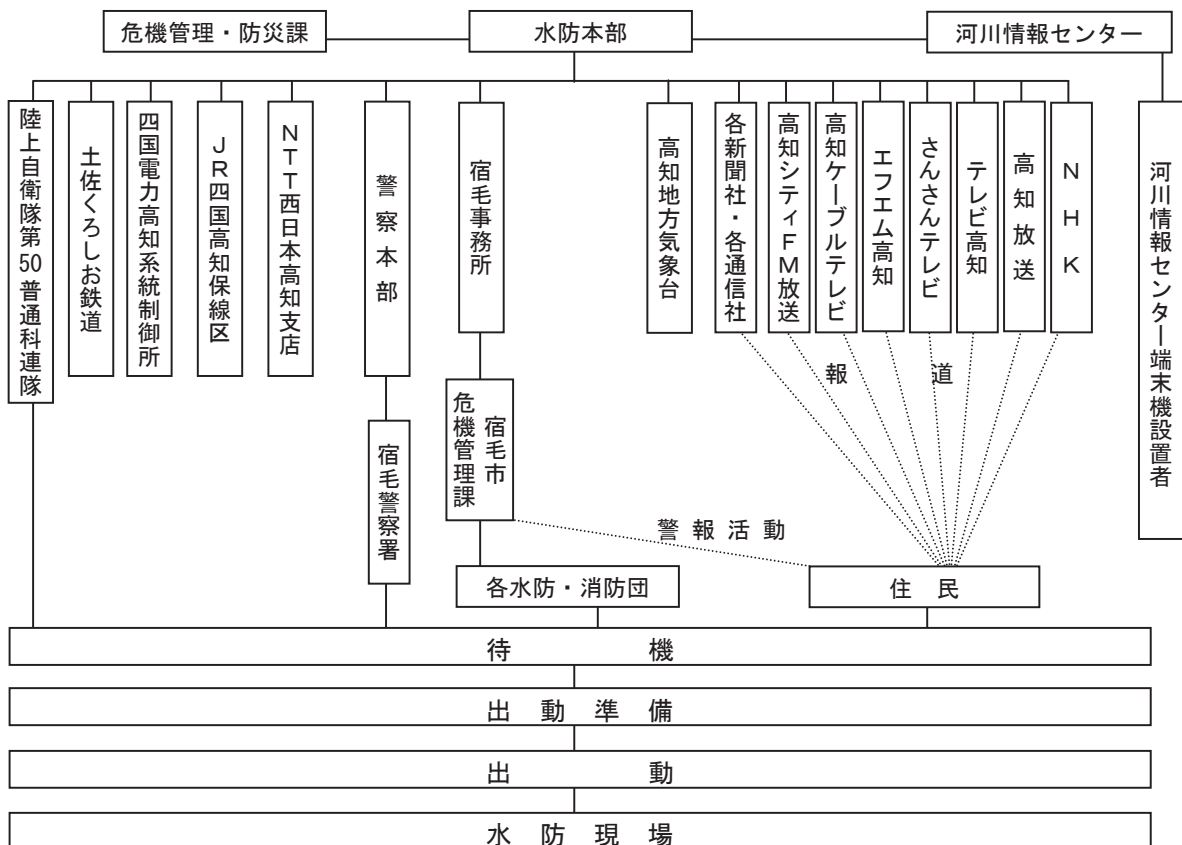 危機管理・防災課
水防本部
河川情報センター
陸上自衛隊第50普通科連隊
土佐くろしお鉄道
四国電力高知系統制御所
ＪＲ四国高知保線区
ＮＴＴ西日本高知支店
警察本部
宿毛事務所
高知地方気象台
各新聞社・各通信社
高知シティＦＭ放送
高知ケーブルテレビ
エフエム高知
さんさんテレビ
テレビ高知
高知放送
ＮＨＫ
河川情報センター端末機設置者
報道
宿毛市
危機管理課
宿毛警察署
警報活動
各水防・消防団
住民
待機
出動準備
出動
水防現場